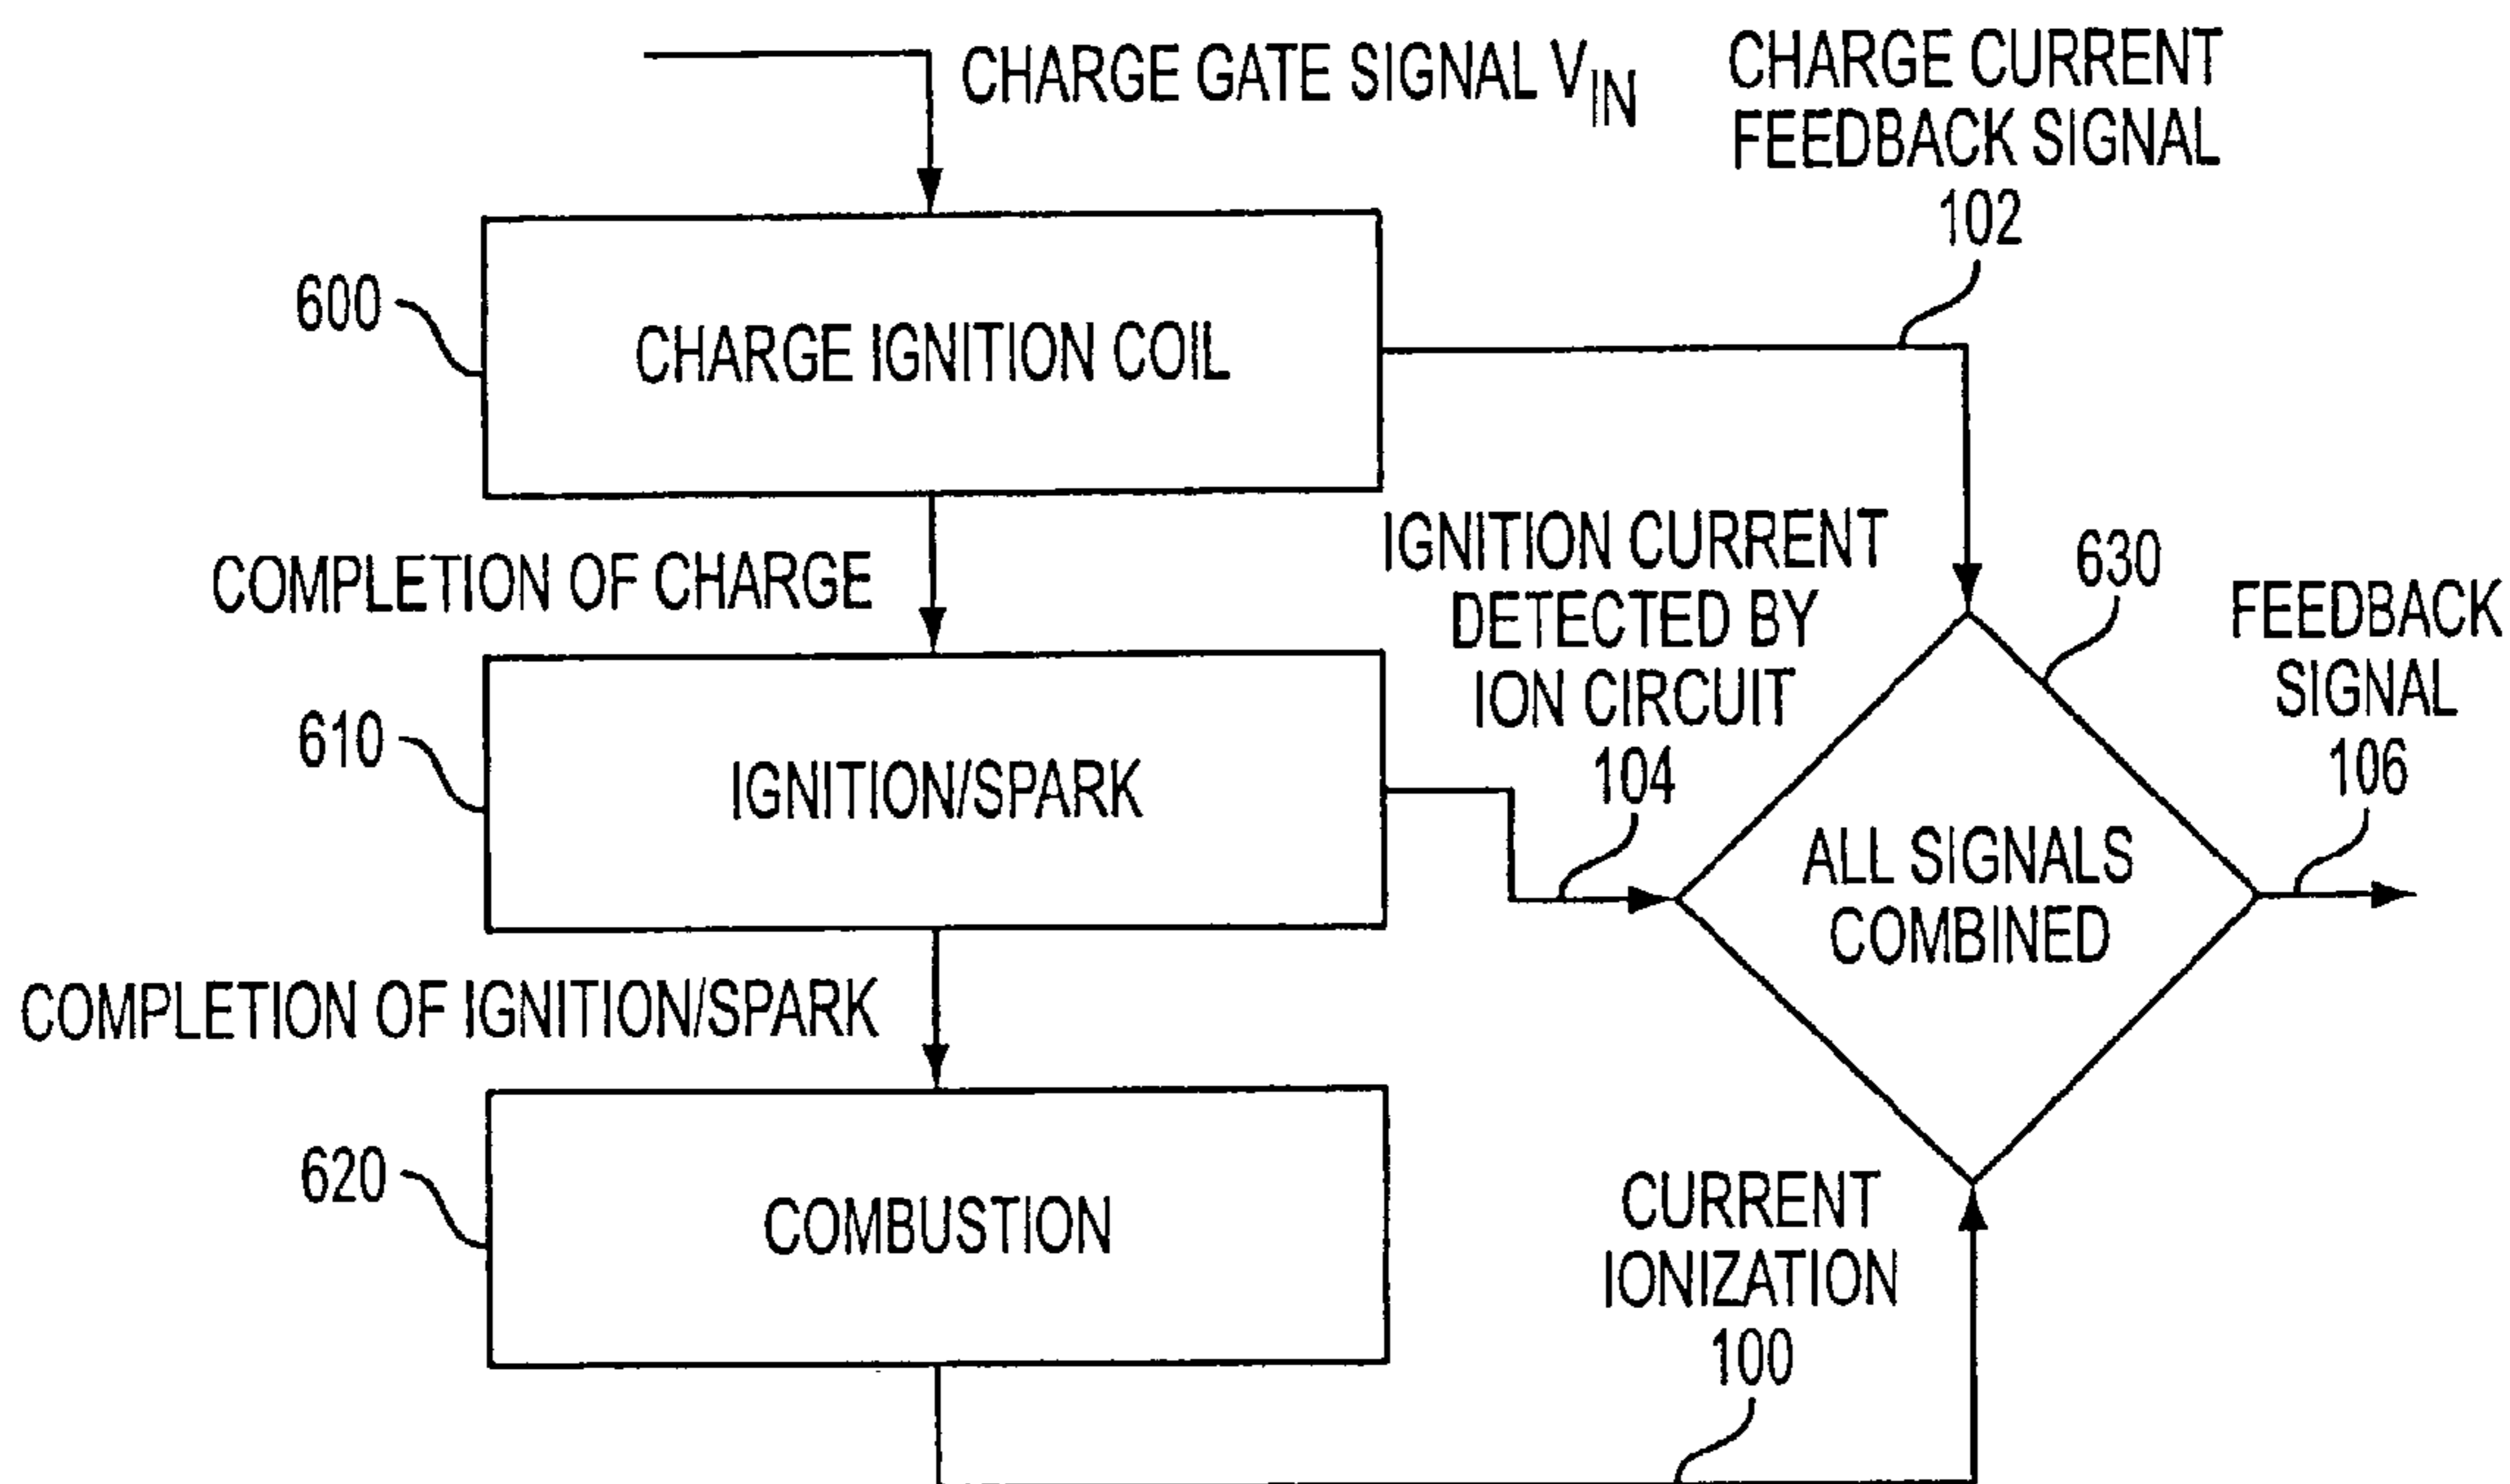 CHARGE GATE SIGNAL VIN
CHARGE CURRENT
FEEDBACK SIGNAL
102
600
CHARGE IGNITION COIL
COMPLETION OF CHARGE
IGNITION CURRENT
DETECTED BY
ION CIRCUIT
104
630
FEEDBACK
SIGNAL
106
610
IGNITION/SPARK
ALL SIGNALS
COMBINED
COMPLETION OF IGNITION/SPARK
620
COMBUSTION
CURRENT
IONIZATION
100